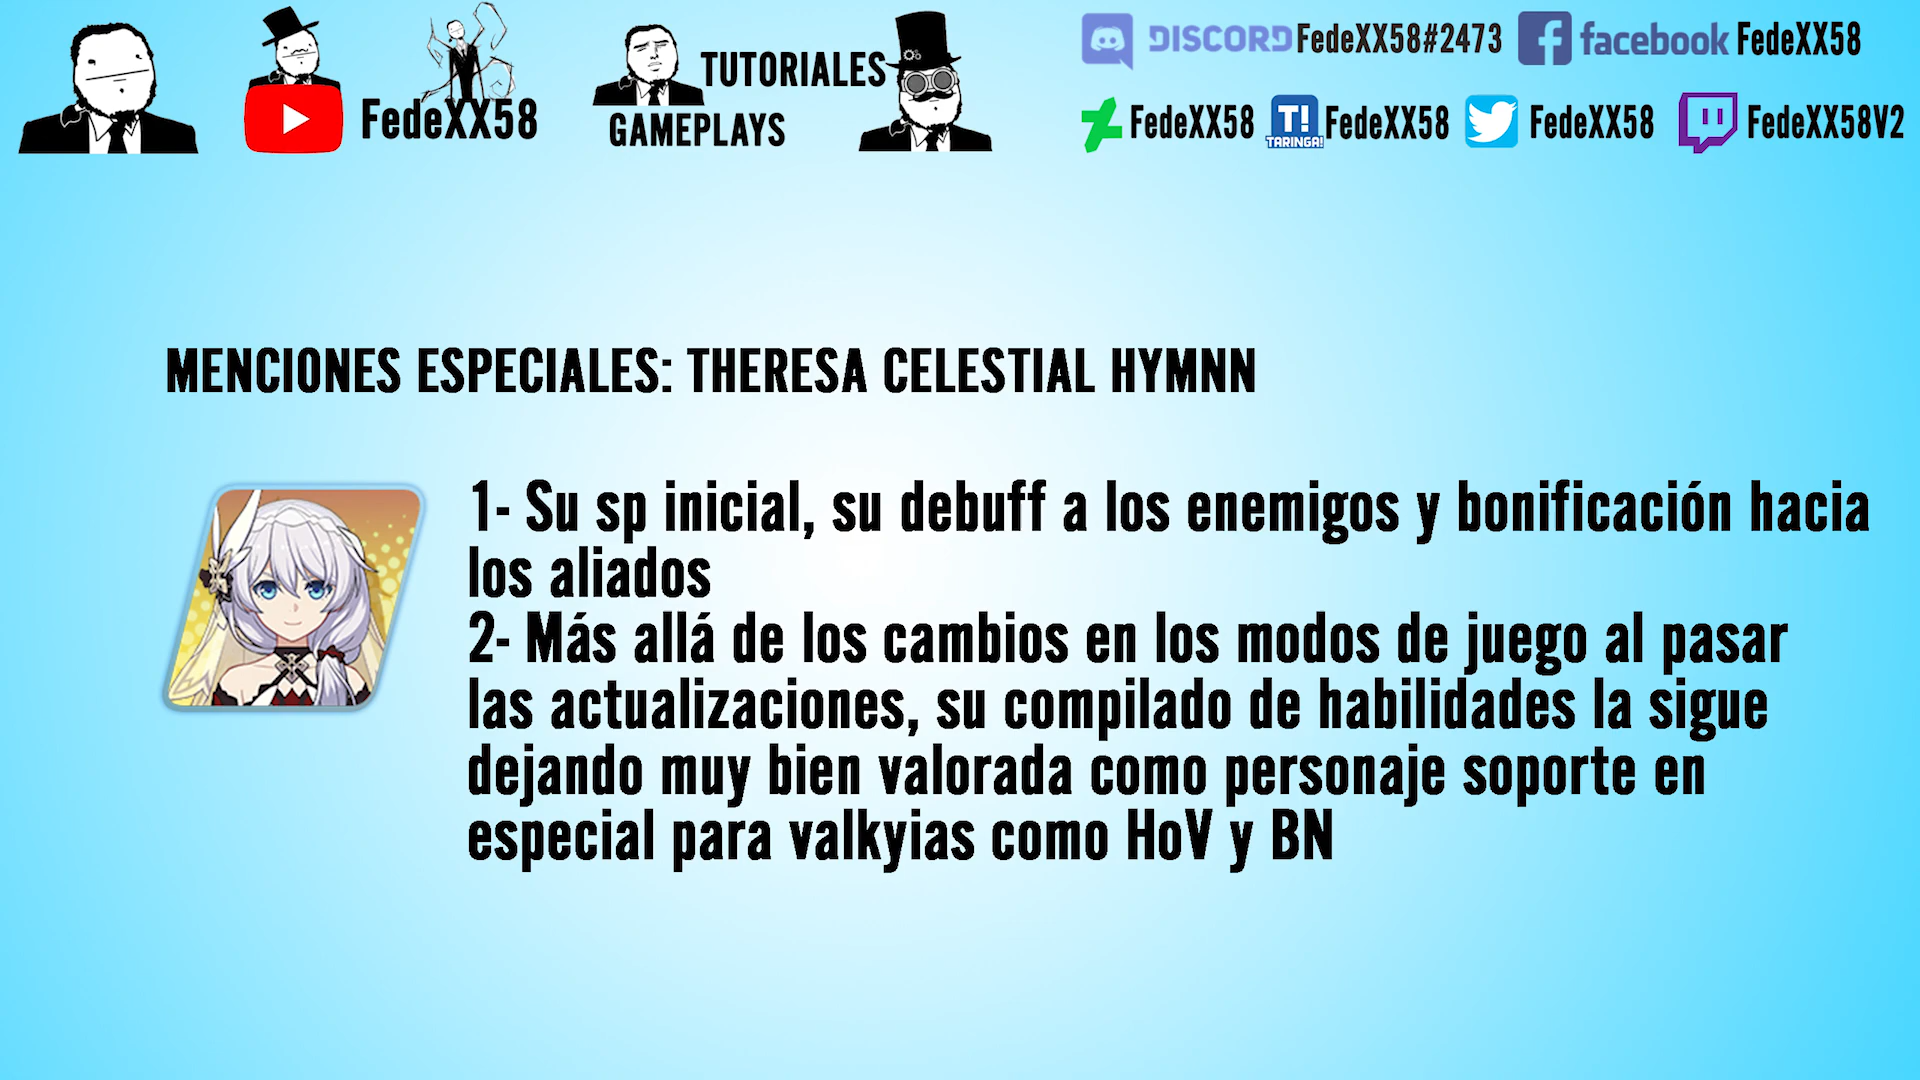 FedeXX58
TUTORIALES
GAMEPLAYS
DISCORD FedeXX58#2473
facebook FedeXX58
FedeXX58
T! TARINGA! FedeXX58
FedeXX58
FedeXX58V2
MENCIONES ESPECIALES: THERESA CELESTIAL HYMNN
1- Su sp inicial, su debuff a los enemigos y bonificación hacia
los aliados
2- Más allá de los cambios en los modos de juego al pasar
las actualizaciones, su compilado de habilidades la sigue
dejando muy bien valorada como personaje soporte en
especial para valkyias como HoV y BN